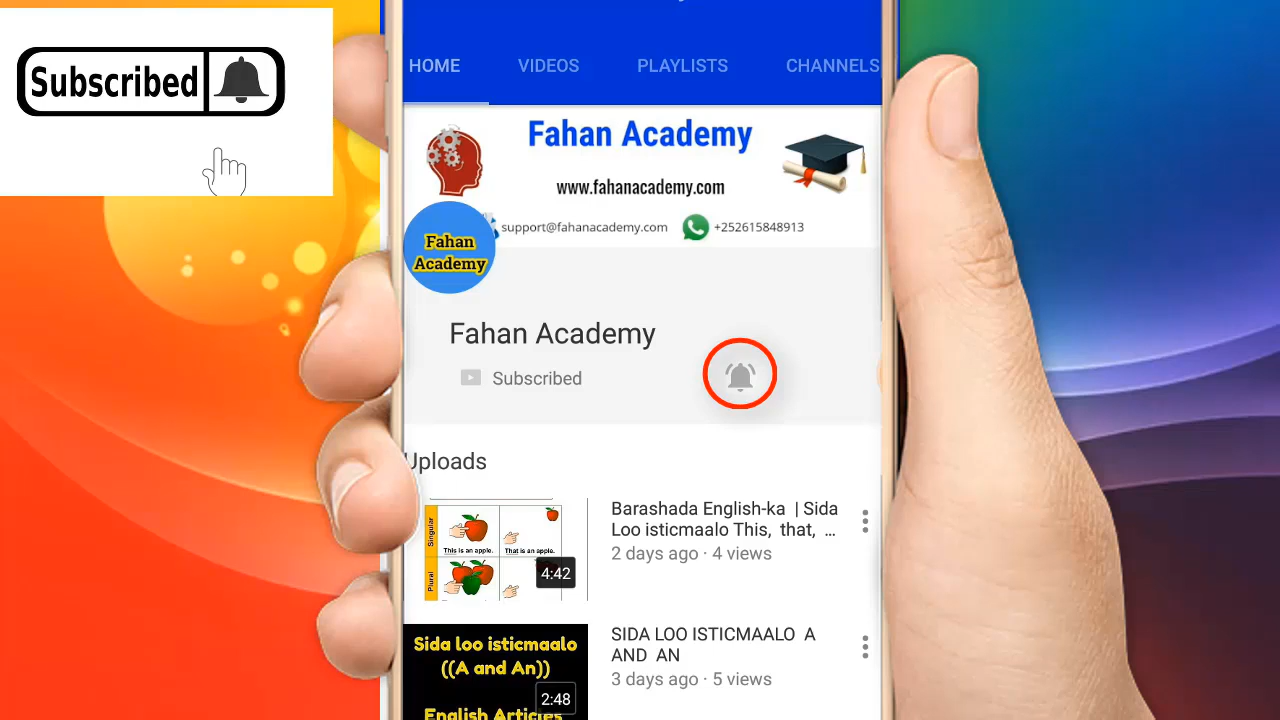 Subscribed
HOME VIDEOS PLAYLISTS CHANNELS
Fahan Academy
www.fahanacademy.com
support@fahanacademy.com +252615848913
Fahan
Academy
Fahan Academy
Subscribed
Uploads
Singular
This is an apple. That is an apple.
Plural
4:42
Barashada English-ka | Sida
Loo isticmaalo This, that, ...
2 days ago · 4 views
Sida loo isticmaalo
((A and An))
English Articles
2:48
SIDA LOO ISTICMAALO A
AND AN
3 days ago · 5 views